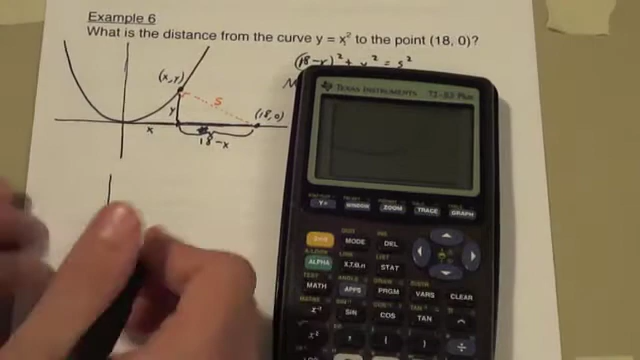 Example 6
What is the distance from the curve y = x² to the point (18, 0)?
(18-x)² + y² = s²
(x,y)
s
(18,0)
y
x
18-x
TEXAS INSTRUMENTS TI-83 Plus
Y= WINDOW ZOOM TRACE GRAPH
2ND MODE DEL
ALPHA X,T,θ,n STAT
MATH APPS PRGM VARS CLEAR
x⁻¹ SIN COS TAN ^
x² , ( ) ÷